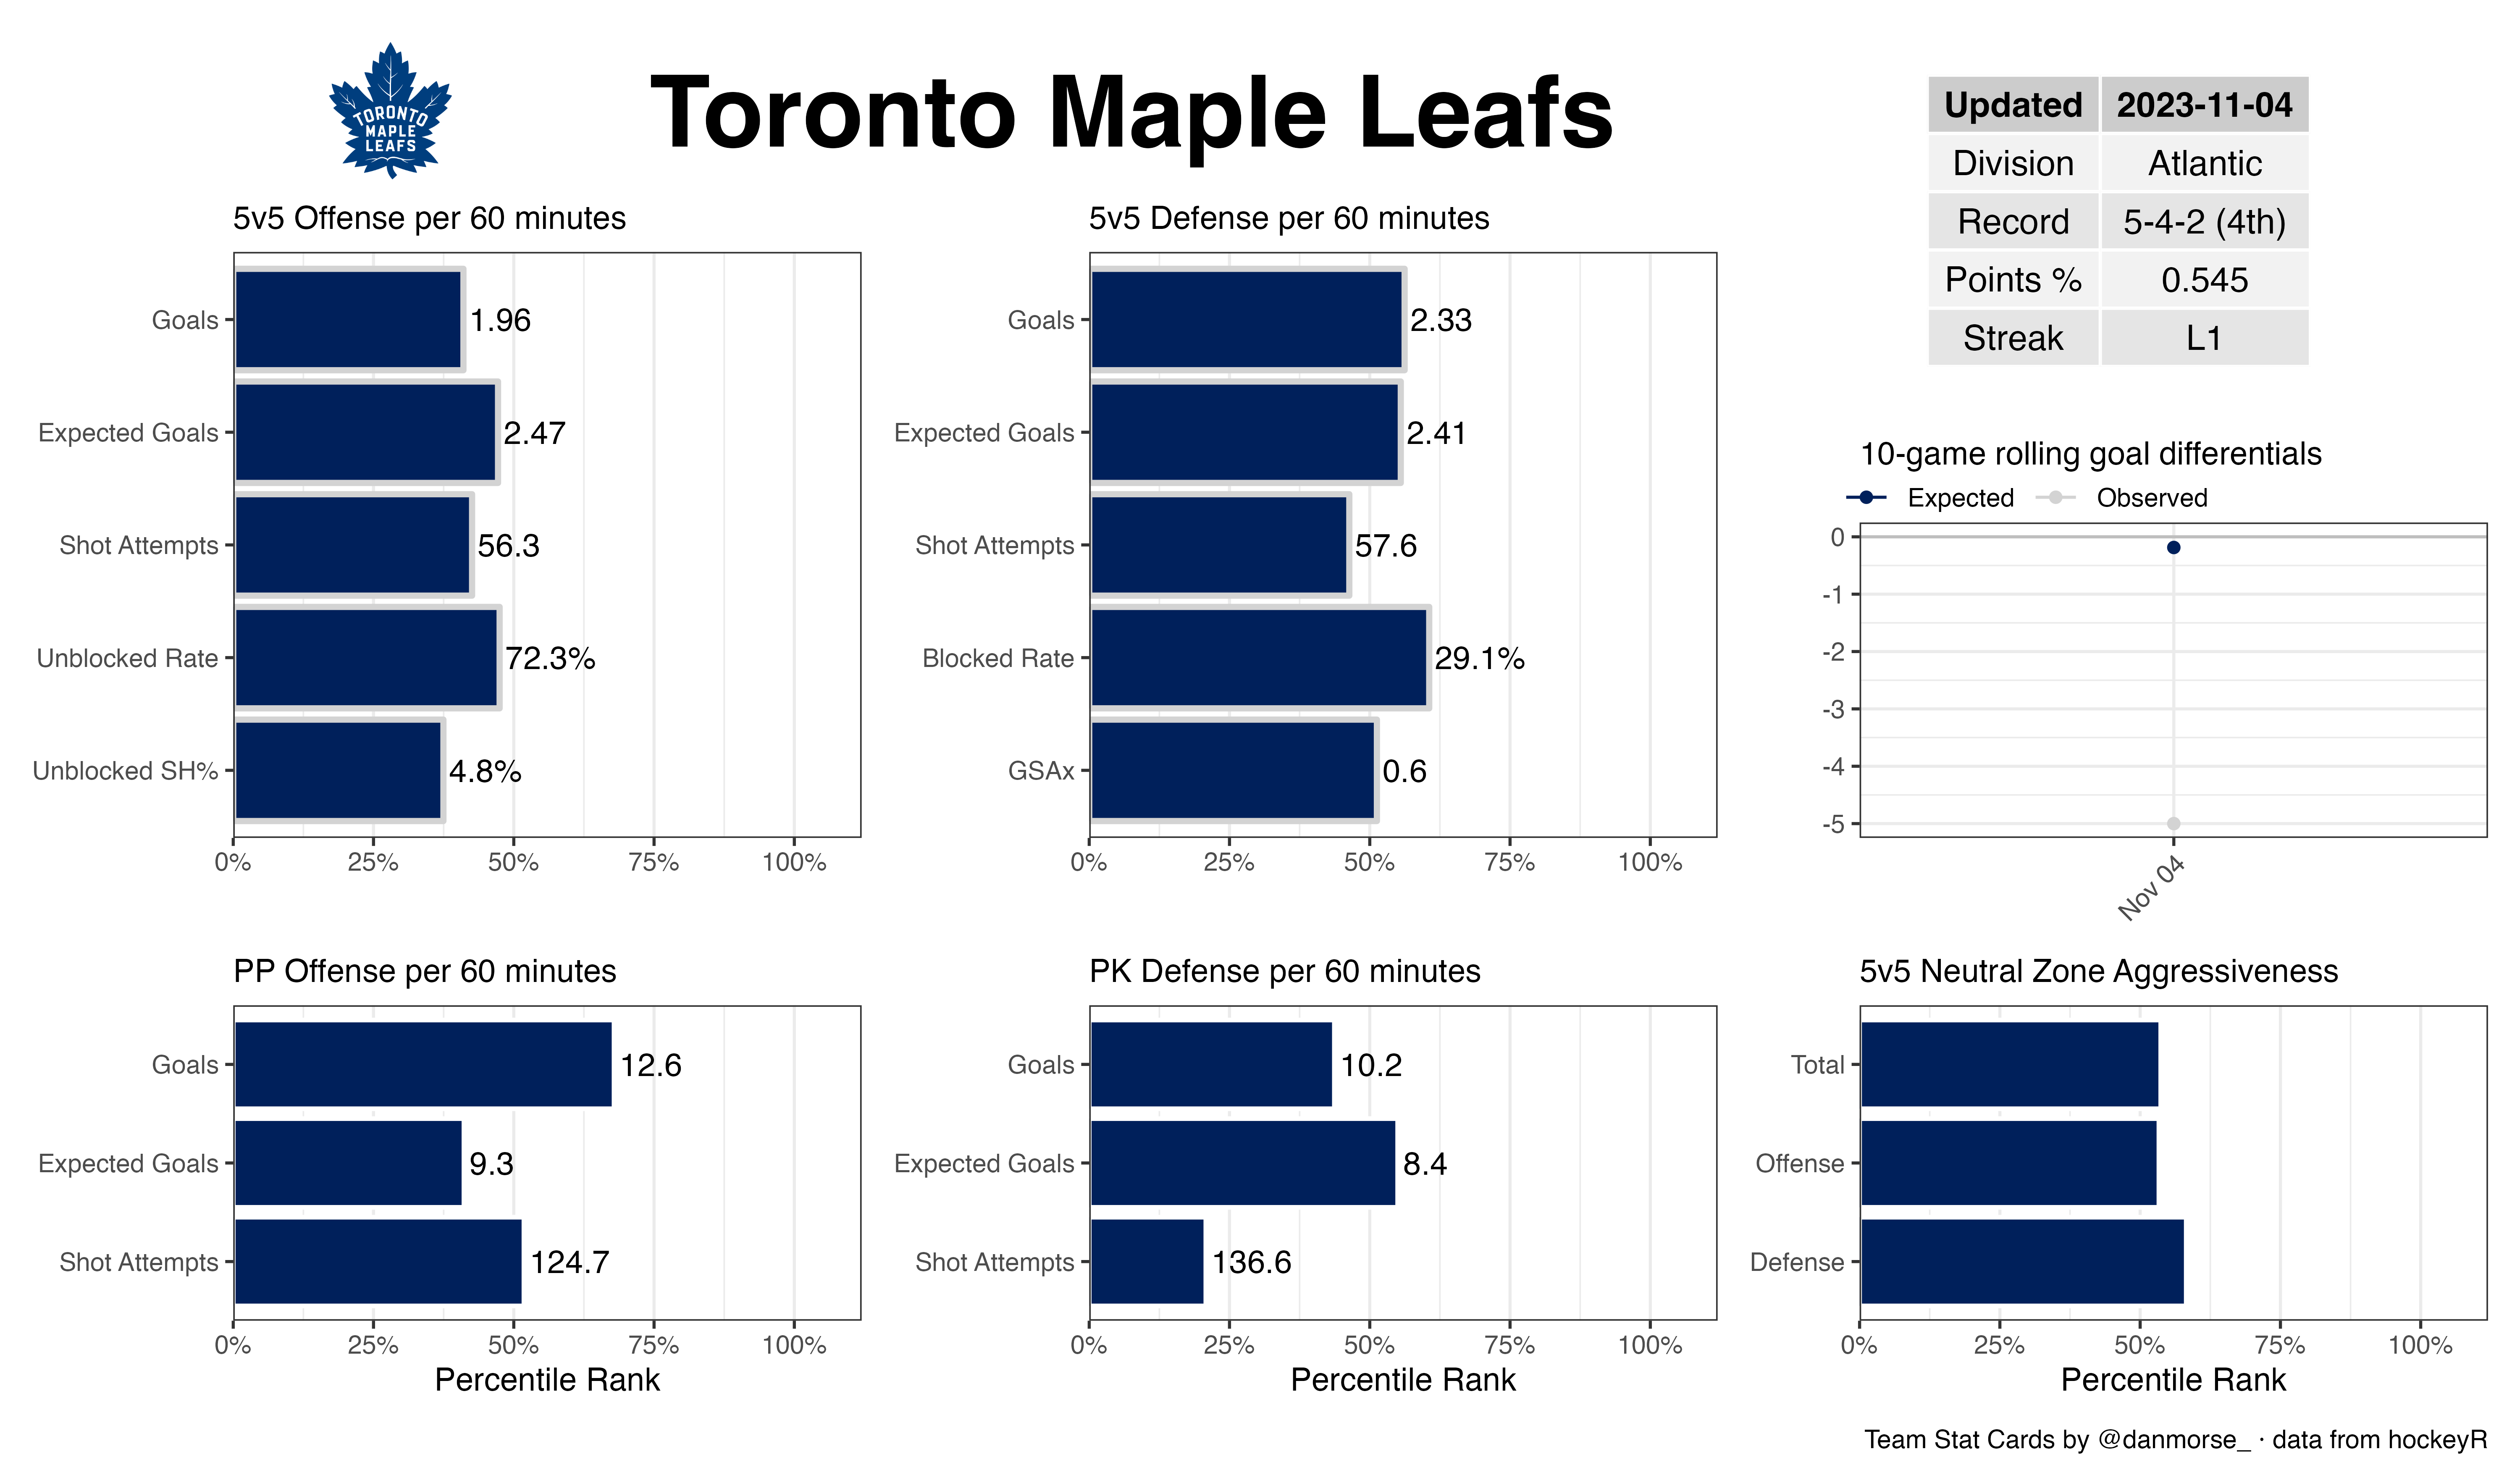 TORONTO
MAPLE
LEAFS
Toronto Maple Leafs
Updated 2023-11-04
Division Atlantic
Record 5-4-2 (4th)
Points % 0.545
Streak L1
5v5 Offense per 60 minutes
Goals 1.96
Expected Goals 2.47
Shot Attempts 56.3
Unblocked Rate 72.3%
Unblocked SH% 4.8%
0% 25% 50% 75% 100%
5v5 Defense per 60 minutes
Goals 2.33
Expected Goals 2.41
Shot Attempts 57.6
Blocked Rate 29.1%
GSAx 0.6
0% 25% 50% 75% 100%
10-game rolling goal differentials
Expected Observed
0
-1
-2
-3
-4
-5
Nov 04
PP Offense per 60 minutes
Goals 12.6
Expected Goals 9.3
Shot Attempts 124.7
0% 25% 50% 75% 100%
Percentile Rank
PK Defense per 60 minutes
Goals 10.2
Expected Goals 8.4
Shot Attempts 136.6
0% 25% 50% 75% 100%
Percentile Rank
5v5 Neutral Zone Aggressiveness
Total
Offense
Defense
0% 25% 50% 75% 100%
Percentile Rank
Team Stat Cards by @danmorse_ · data from hockeyR